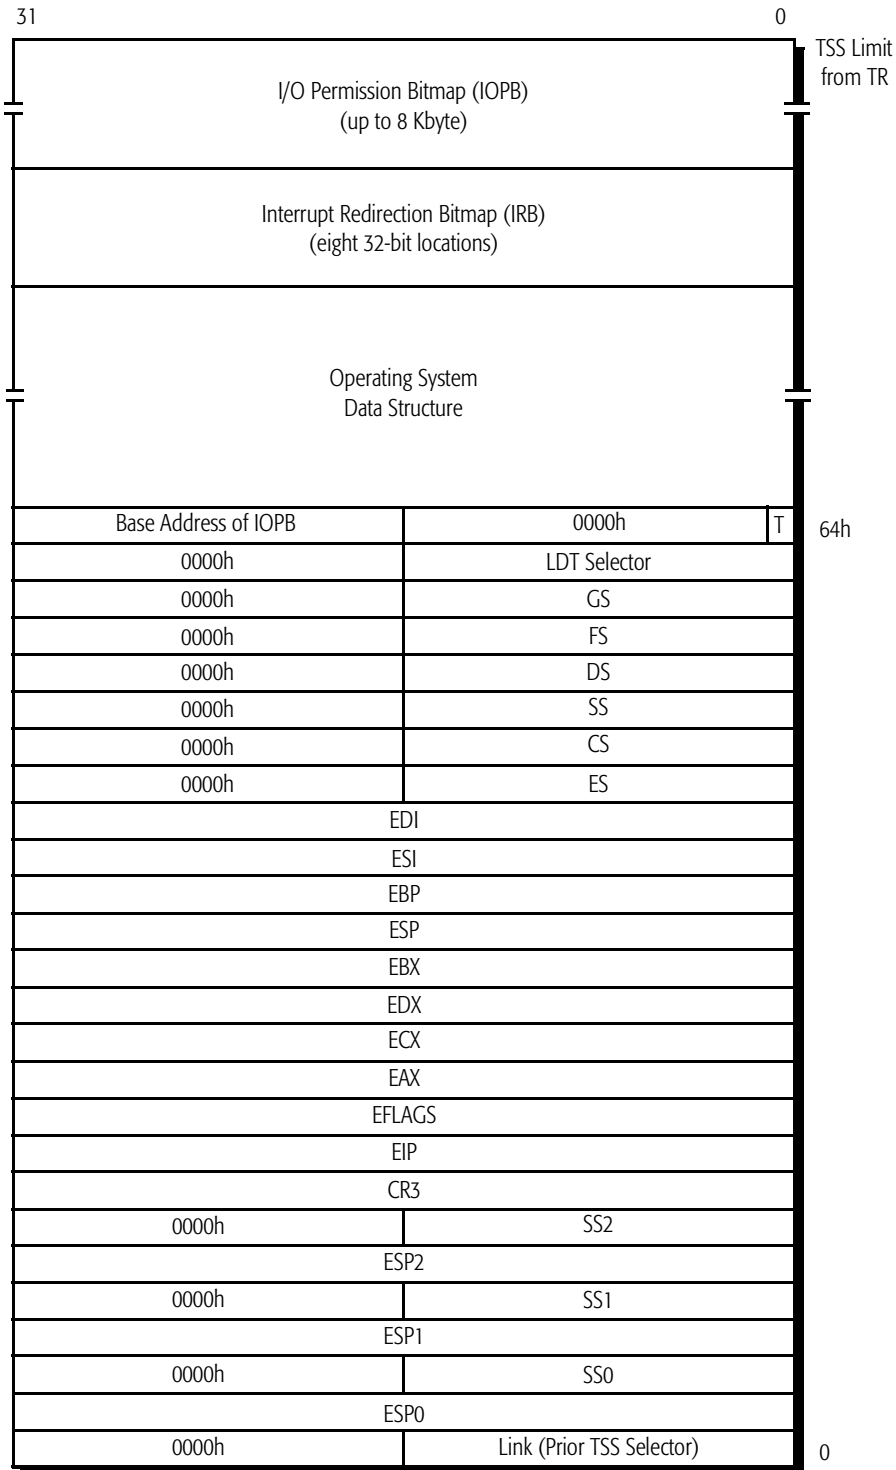 31 0
TSS Limit
from TR
I/O Permission Bitmap (IOPB)
(up to 8 Kbyte)
Interrupt Redirection Bitmap (IRB)
(eight 32-bit locations)
Operating System
Data Structure
Base Address of IOPB 0000h T 64h
0000h LDT Selector
0000h GS
0000h FS
0000h DS
0000h SS
0000h CS
0000h ES
EDI
ESI
EBP
ESP
EBX
EDX
ECX
EAX
EFLAGS
EIP
CR3
0000h SS2
ESP2
0000h SS1
ESP1
0000h SS0
ESP0
0000h Link (Prior TSS Selector) 0